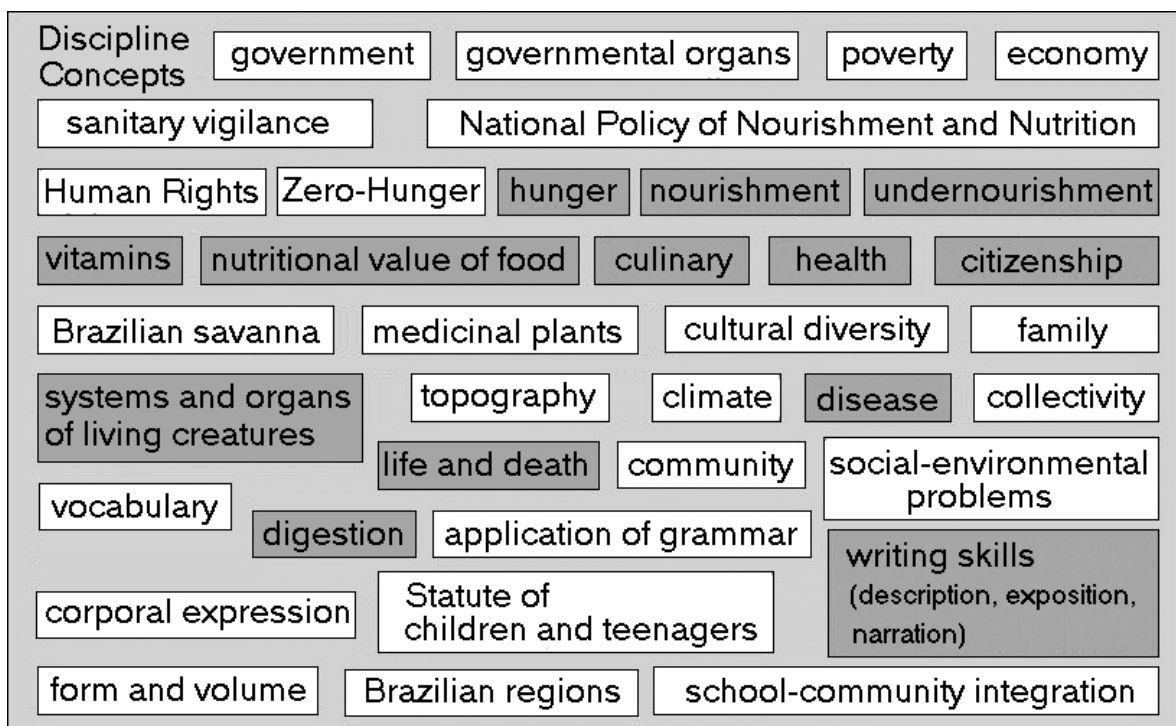 Discipline
Concepts
government
governmental organs
poverty
economy
sanitary vigilance
National Policy of Nourishment and Nutrition
Human Rights
Zero-Hunger
hunger
nourishment
undernourishment
vitamins
nutritional value of food
culinary
health
citizenship
Brazilian savanna
medicinal plants
cultural diversity
family
systems and organs
of living creatures
topography
climate
disease
collectivity
life and death
community
social-environmental
problems
vocabulary
digestion
application of grammar
writing skills
(description, exposition,
narration)
corporal expression
Statute of
children and teenagers
form and volume
Brazilian regions
school-community integration